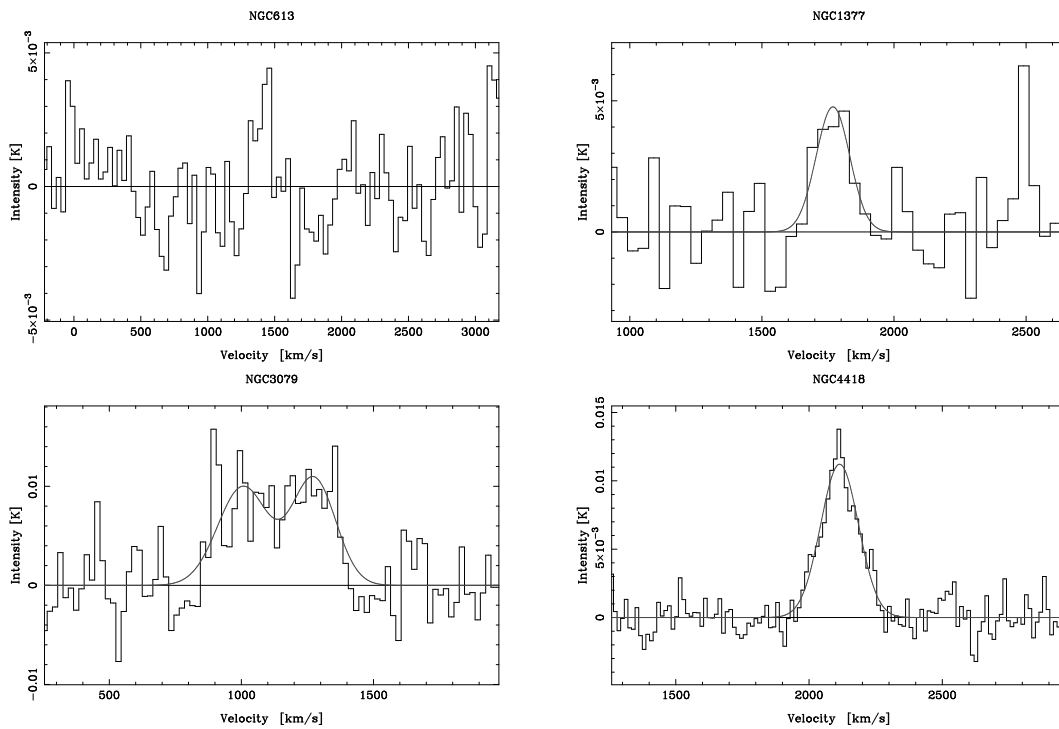 NGC613
5×10⁻³
0
−5×10⁻³
Intensity [K]
0 500 1000 1500 2000 2500 3000
Velocity [km/s]
NGC1377
5×10⁻³
0
Intensity [K]
1000 1500 2000 2500
Velocity [km/s]
NGC3079
0.01
0
−0.01
Intensity [K]
500 1000 1500
Velocity [km/s]
NGC4418
0.015
0.01
5×10⁻³
0
Intensity [K]
1500 2000 2500
Velocity [km/s]